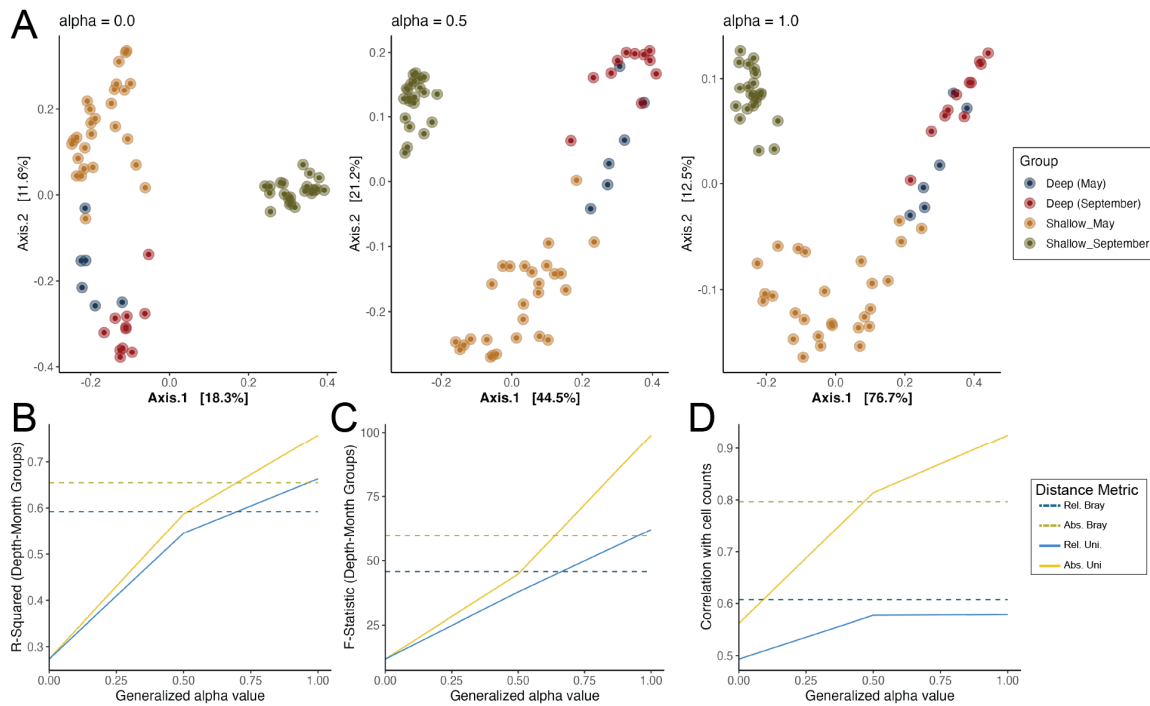 A
alpha = 0.0
alpha = 0.5
alpha = 1.0
Axis.2 [11.6%]
0.2
0.0
-0.2
-0.4
-0.2
0.0
0.2
0.4
Axis.1 [18.3%]
Axis.2 [21.2%]
0.2
0.1
0.0
-0.1
-0.2
-0.2
0.0
0.2
0.4
Axis.1 [44.5%]
Axis.2 [12.5%]
0.1
0.0
-0.1
-0.2
0.0
0.2
0.4
Axis.1 [76.7%]
Group
Deep (May)
Deep (September)
Shallow_May
Shallow_September
B
R-Squared (Depth-Month Groups)
0.7
0.6
0.5
0.4
0.3
0.00
0.25
0.50
0.75
1.00
Generalized alpha value
C
F-Statistic (Depth-Month Groups)
100
75
50
25
0.00
0.25
0.50
0.75
1.00
Generalized alpha value
D
Correlation with cell counts
0.9
0.8
0.7
0.6
0.5
0.00
0.25
0.50
0.75
1.00
Generalized alpha value
Distance Metric
Rel. Bray
Abs. Bray
Rel. Uni.
Abs. Uni